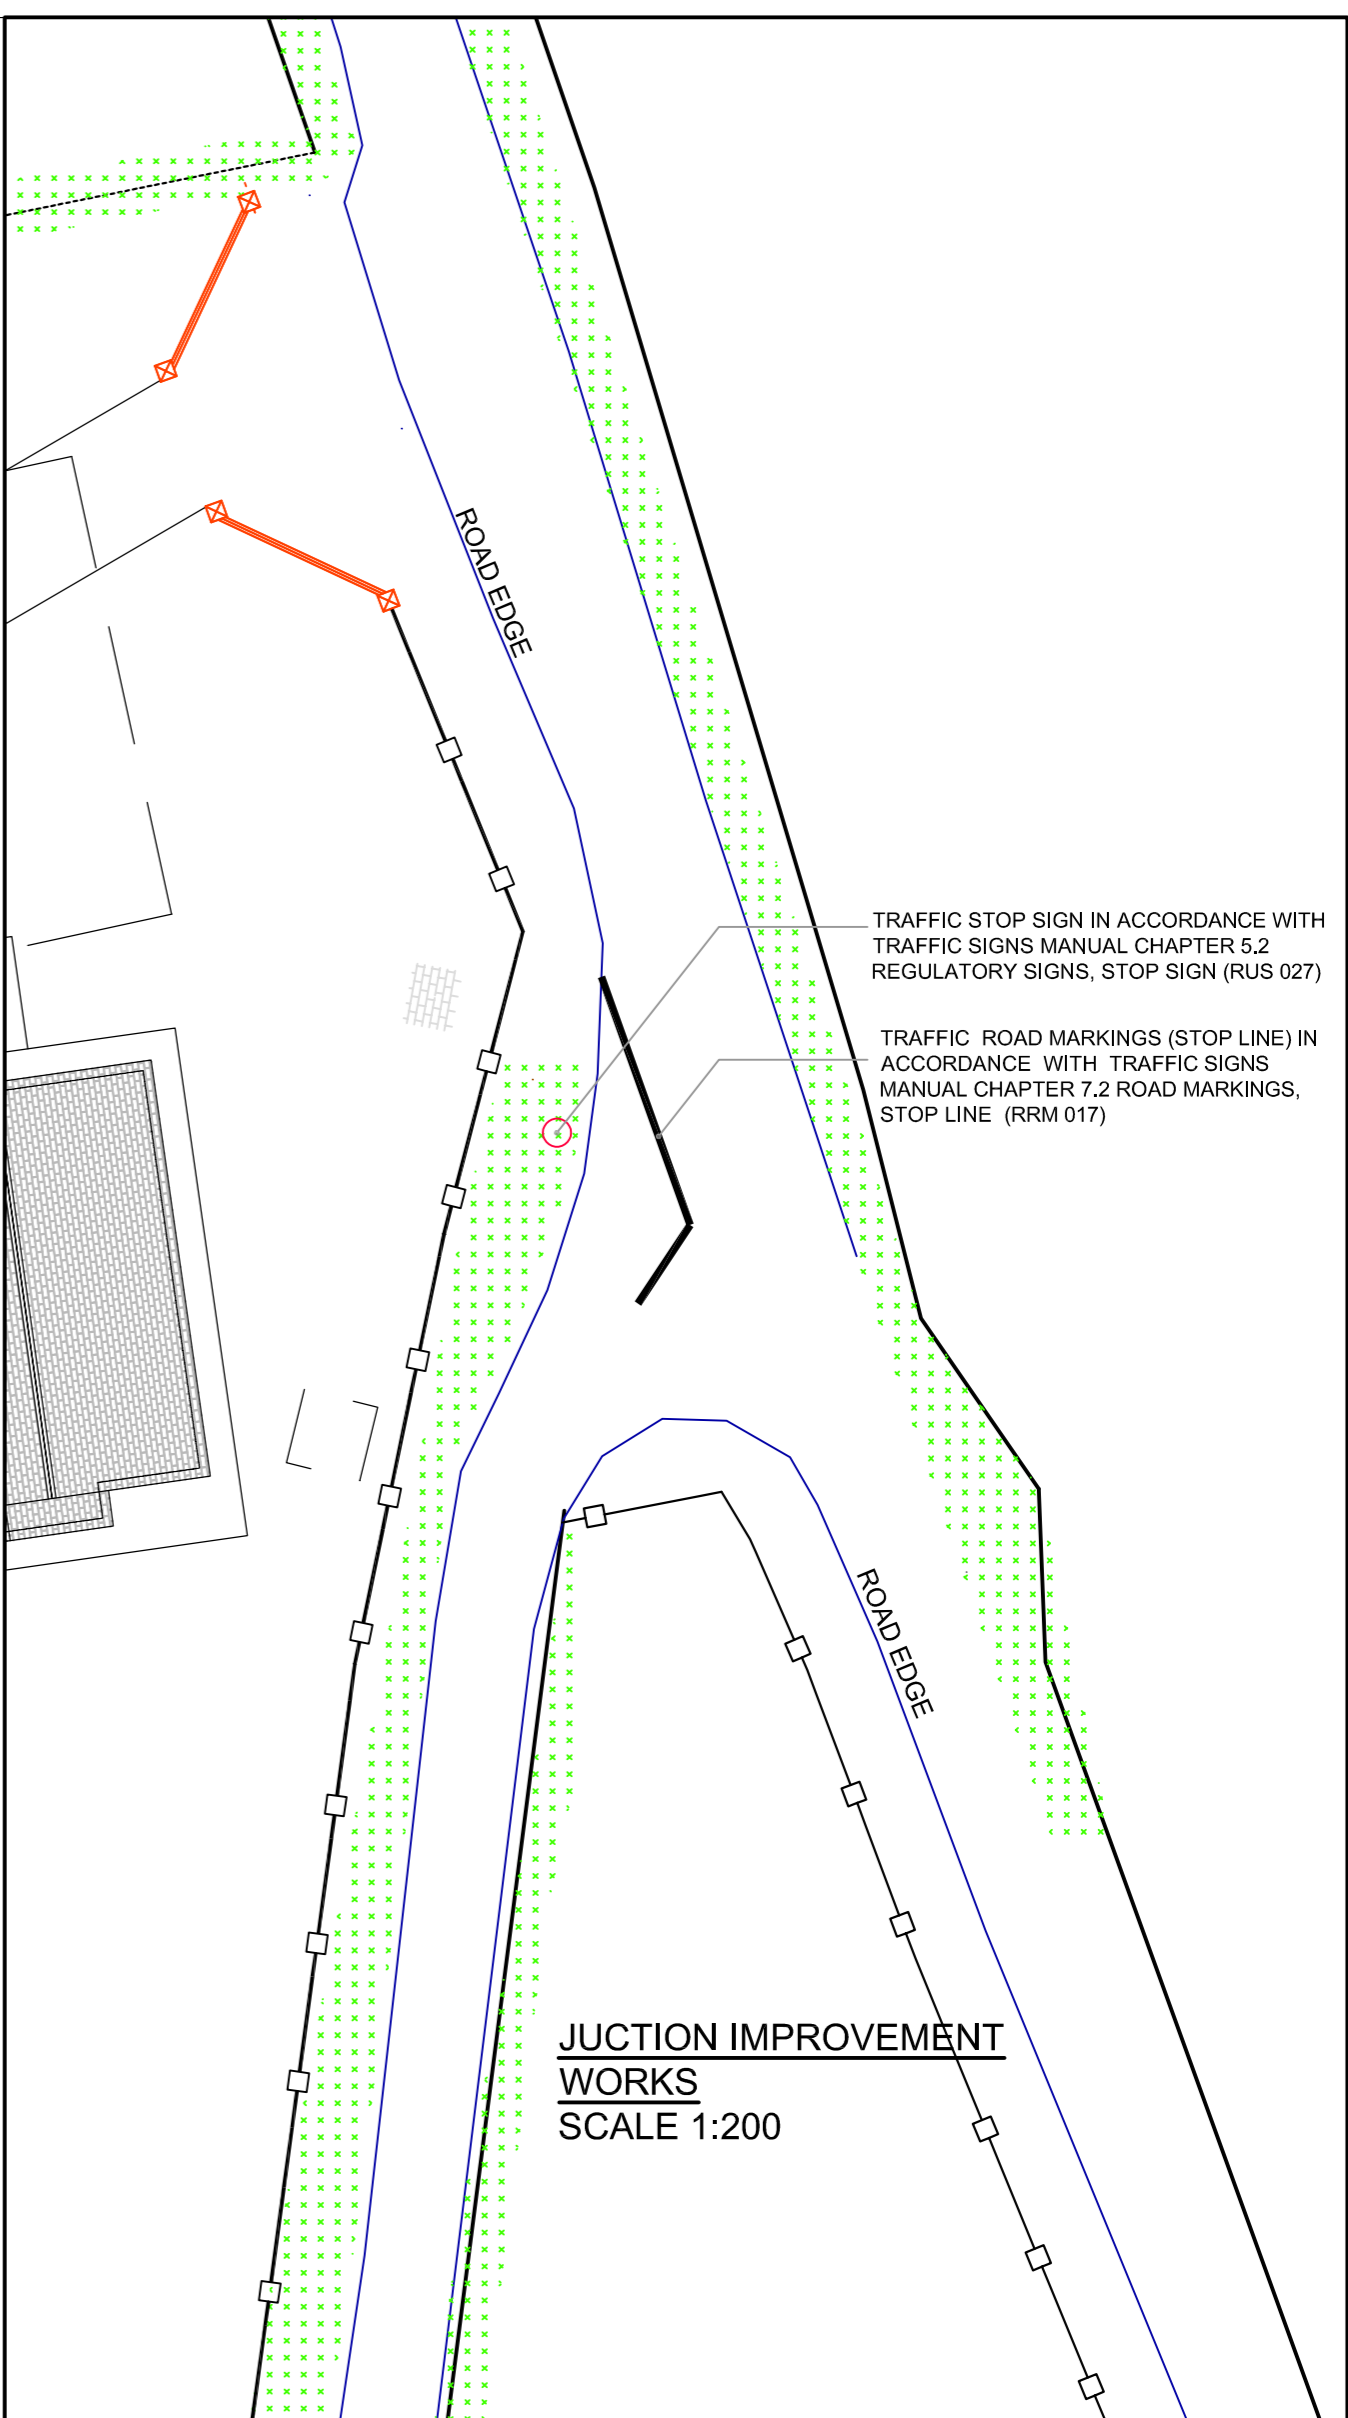 ROAD EDGE
TRAFFIC STOP SIGN IN ACCORDANCE WITH
TRAFFIC SIGNS MANUAL CHAPTER 5.2
REGULATORY SIGNS, STOP SIGN (RUS 027)
TRAFFIC ROAD MARKINGS (STOP LINE) IN
ACCORDANCE WITH TRAFFIC SIGNS
MANUAL CHAPTER 7.2 ROAD MARKINGS,
STOP LINE (RRM 017)
ROAD EDGE
JUCTION IMPROVEMENT
WORKS
SCALE 1:200